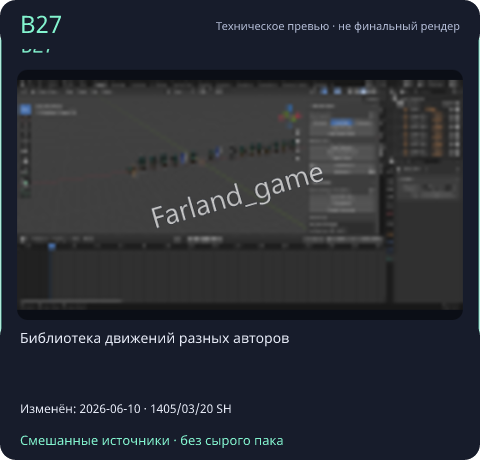 B27
Техническое превью · не финальный рендер
B27
Farland_game
Библиотека движений разных авторов
Изменён: 2026-06-10 · 1405/03/20 SH
Смешанные источники · без сырого пака